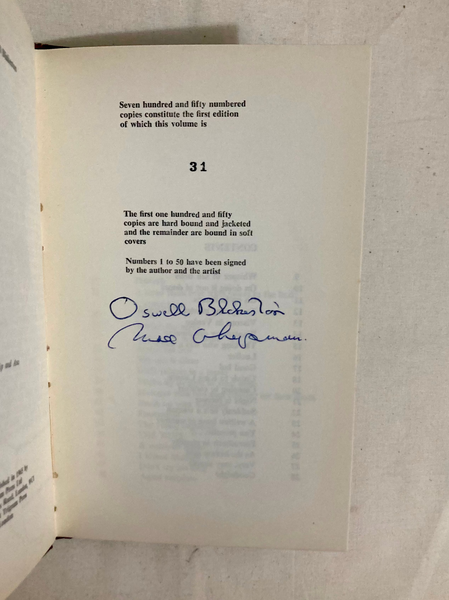 Seven hundred and fifty numbered
copies constitute the first edition
of which this volume is
31
The first one hundred and fifty
copies are hard bound and jacketed
and the remainder are bound in soft
covers
Numbers 1 to 50 have been signed
by the author and the artist
Oswell Blakeston
Max Chapman